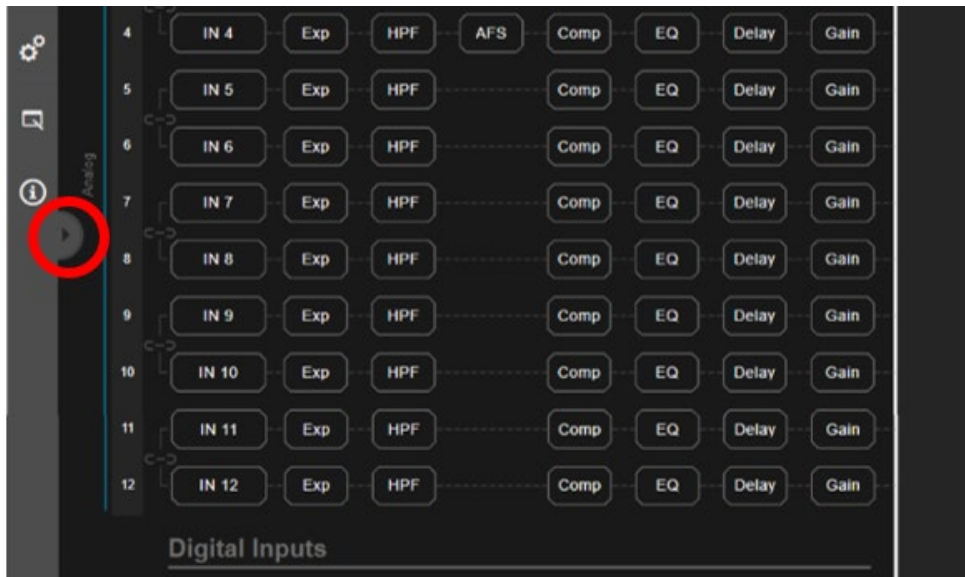 4 IN 4 Exp HPF AFS Comp EQ Delay Gain
5 IN 5 Exp HPF Comp EQ Delay Gain
6 IN 6 Exp HPF Comp EQ Delay Gain
Analog
7 IN 7 Exp HPF Comp EQ Delay Gain
8 IN 8 Exp HPF Comp EQ Delay Gain
9 IN 9 Exp HPF Comp EQ Delay Gain
10 IN 10 Exp HPF Comp EQ Delay Gain
11 IN 11 Exp HPF Comp EQ Delay Gain
12 IN 12 Exp HPF Comp EQ Delay Gain
Digital Inputs